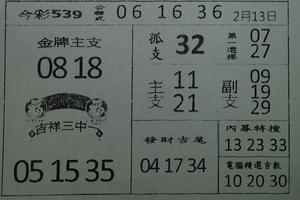 今彩539
06 16 36
2月13日
金牌主支
08 18
吉祥三中一
05 15 35
孤支
32
第一選擇
07
27
主支
11
21
副支
09
19
29
發財吉尾
04 17 34
內幕特搜
13 23 33
電腦精選吉數
10 20 30